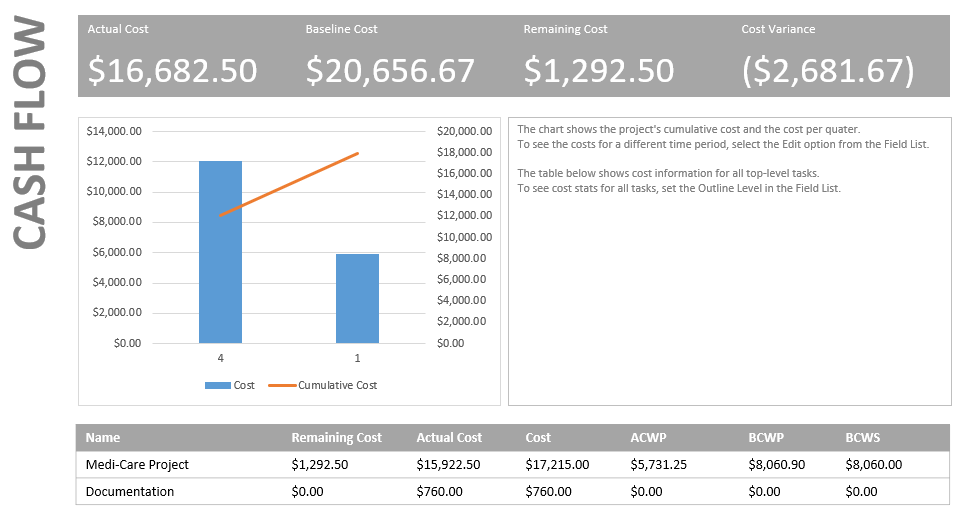 CASH FLOW
Actual Cost Baseline Cost Remaining Cost Cost Variance
$16,682.50 $20,656.67 $1,292.50 ($2,681.67)
$14,000.00
$12,000.00
$10,000.00
$8,000.00
$6,000.00
$4,000.00
$2,000.00
$0.00
$20,000.00
$18,000.00
$16,000.00
$14,000.00
$12,000.00
$10,000.00
$8,000.00
$6,000.00
$4,000.00
$2,000.00
$0.00
4 1
Cost Cumulative Cost
The chart shows the project's cumulative cost and the cost per quater.
To see the costs for a different time period, select the Edit option from the Field List.
The table below shows cost information for all top-level tasks.
To see cost stats for all tasks, set the Outline Level in the Field List.
Name Remaining Cost Actual Cost Cost ACWP BCWP BCWS
Medi-Care Project $1,292.50 $15,922.50 $17,215.00 $5,731.25 $8,060.90 $8,060.00
Documentation $0.00 $760.00 $760.00 $0.00 $0.00 $0.00